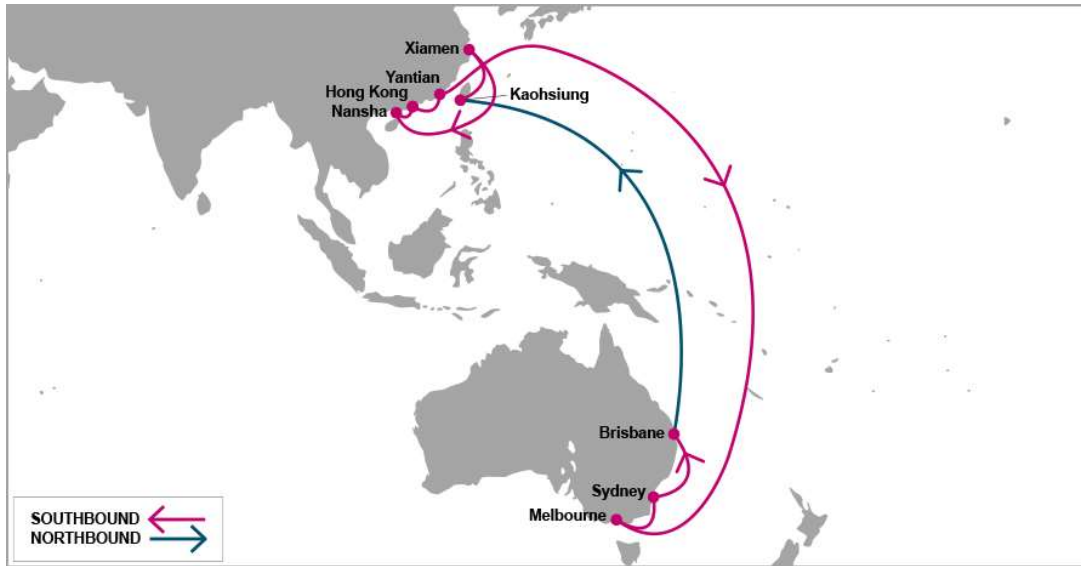 Xiamen
Yantian
Hong Kong
Kaohsiung
Nansha
Brisbane
Sydney
Melbourne
SOUTHBOUND
NORTHBOUND